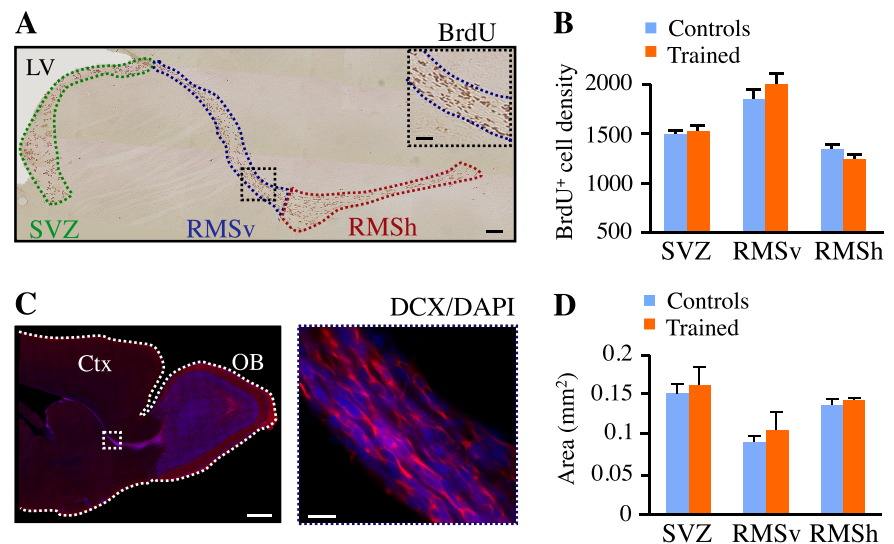 A
BrdU
LV
SVZ
RMSv
RMSh
B
Controls
Trained
BrdU+ cell density
2000
1500
1000
500
SVZ
RMSv
RMSh
C
DCX/DAPI
Ctx
OB
D
Controls
Trained
Area (mm²)
0.2
0.15
0.1
0.05
0
SVZ
RMSv
RMSh